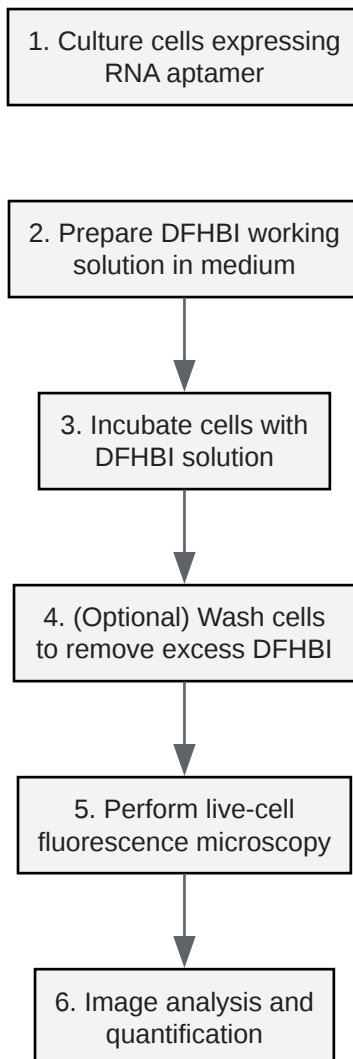 1. Culture cells expressing
RNA aptamer
2. Prepare DFHBI working
solution in medium
3. Incubate cells with
DFHBI solution
4. (Optional) Wash cells
to remove excess DFHBI
5. Perform live-cell
fluorescence microscopy
6. Image analysis and
quantification